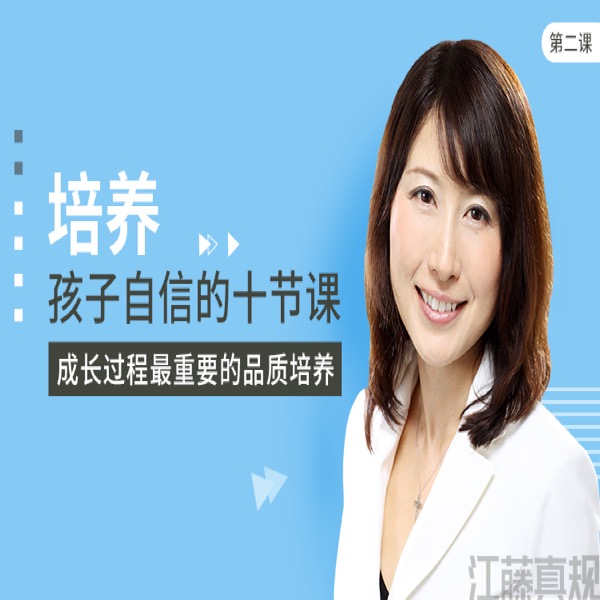 第二课
培养
孩子自信的十节课
成长过程最重要的品质培养
江藤真规